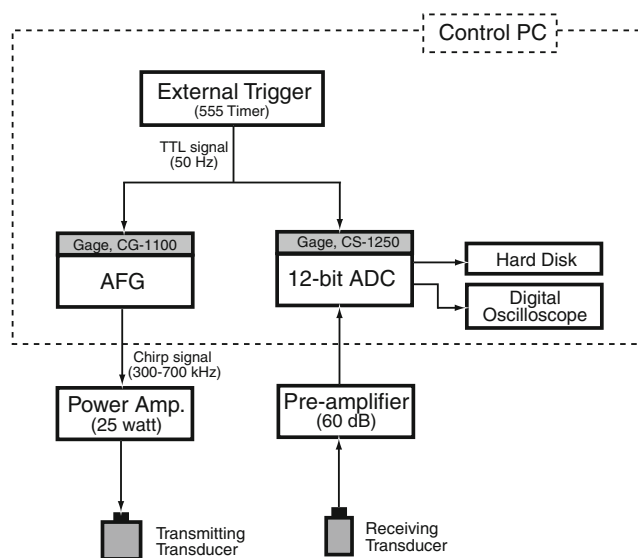 Control PC
External Trigger
(555 Timer)
TTL signal
(50 Hz)
Gage, CG-1100
AFG
Gage, CS-1250
12-bit ADC
Hard Disk
Digital
Oscilloscope
Chirp signal
(300-700 kHz)
Power Amp.
(25 watt)
Pre-amplifier
(60 dB)
Transmitting
Transducer
Receiving
Transducer